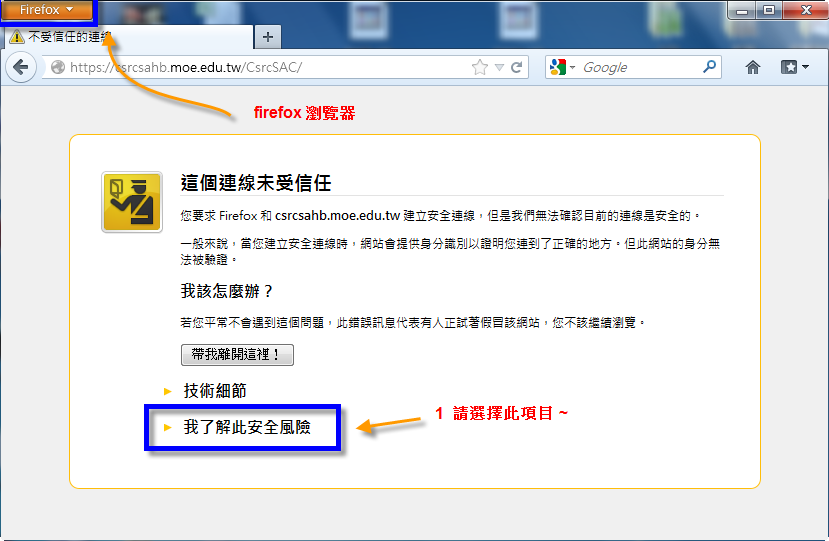 Firefox
不受信任的連線
https://csrcsahb.moe.edu.tw/CsrcSAC/
Google
firefox 瀏覽器
這個連線未受信任
您要求 Firefox 和 csrcsahb.moe.edu.tw 建立安全連線，但是我們無法確認目前的連線是安全的。
一般來說，當您建立安全連線時，網站會提供身分識別以證明您連到了正確的地方。但此網站的身分無
法被驗證。
我該怎麼辦？
若您平常不會遇到這個問題，此錯誤訊息代表有人正試著假冒該網站，您不該繼續瀏覽。
帶我離開這裡！
技術細節
我了解此安全風險
1 請選擇此項目 ~